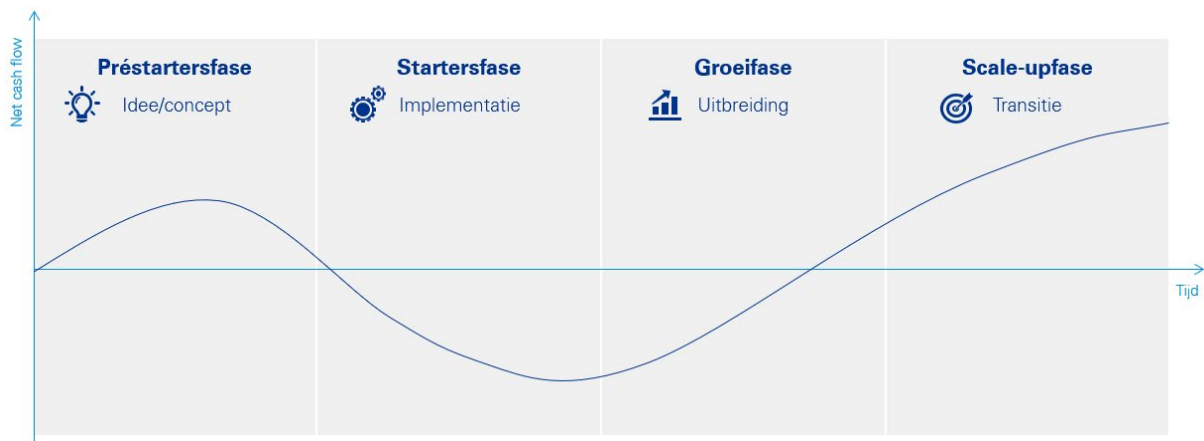 Net cash flow
Préstartersfase
Idee/concept
Startersfase
Implementatie
Groeifase
Uitbreiding
Scale-upfase
Transitie
Tijd